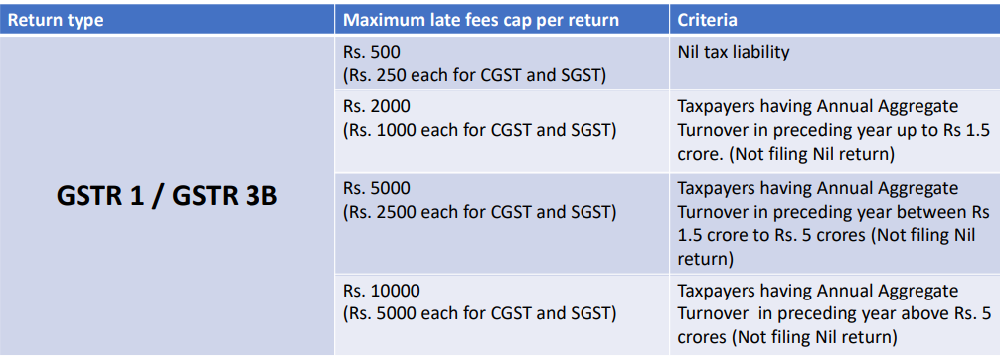 Return type
Maximum late fees cap per return
Criteria
GSTR 1 / GSTR 3B
Rs. 500
(Rs. 250 each for CGST and SGST)
Nil tax liability
Rs. 2000
(Rs. 1000 each for CGST and SGST)
Taxpayers having Annual Aggregate
Turnover in preceding year up to Rs 1.5
crore. (Not filing Nil return)
Rs. 5000
(Rs. 2500 each for CGST and SGST)
Taxpayers having Annual Aggregate
Turnover in preceding year between Rs
1.5 crore to Rs. 5 crores (Not filing Nil
return)
Rs. 10000
(Rs. 5000 each for CGST and SGST)
Taxpayers having Annual Aggregate
Turnover in preceding year above Rs. 5
crores (Not filing Nil return)